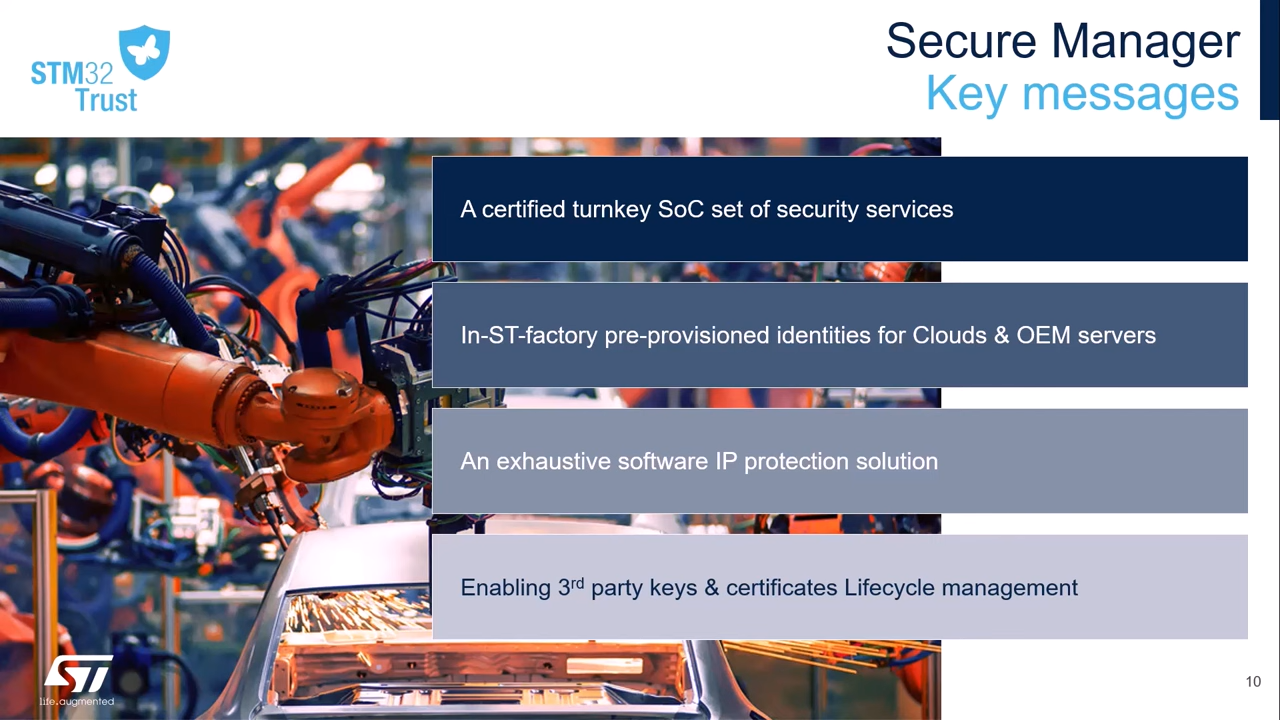 STM32
Trust
Secure Manager
Key messages
A certified turnkey SoC set of security services
In-ST-factory pre-provisioned identities for Clouds & OEM servers
An exhaustive software IP protection solution
Enabling 3rd party keys & certificates Lifecycle management
ST
life.augmented
10